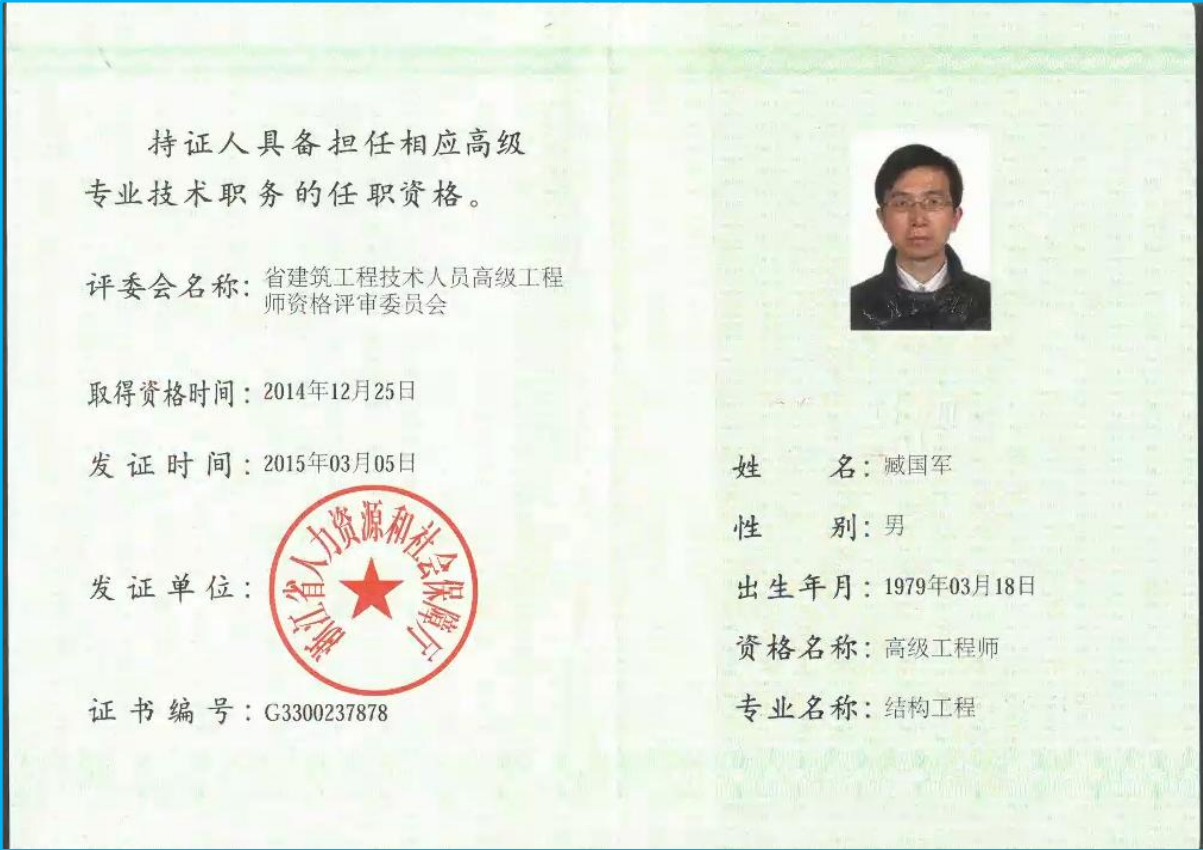 持证人具备担任相应高级
专业技术职务的任职资格。
评委会名称：省建筑工程技术人员高级工程
师资格评审委员会
取得资格时间：2014年12月25日
发证时间：2015年03月05日
发证单位：
浙江省人力资源和社会保障厅
证书编号：G3300237878
姓名：臧国军
性别：男
出生年月：1979年03月18日
资格名称：高级工程师
专业名称：结构工程